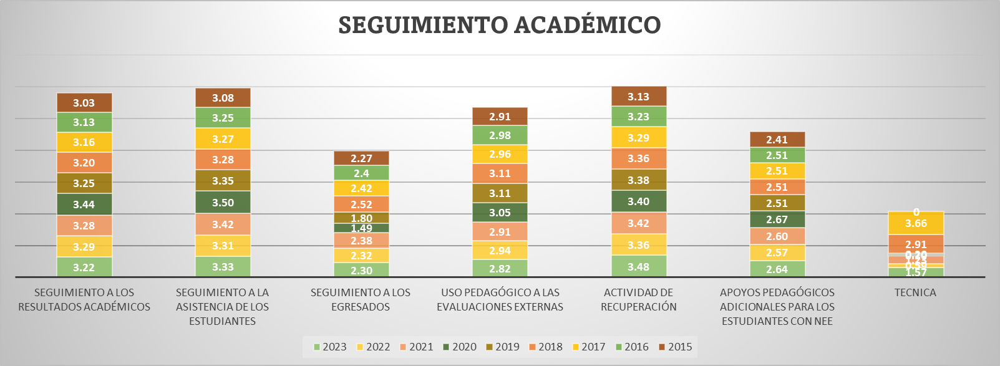 SEGUIMIENTO ACADÉMICO
3.03 3.08 2.27 2.91 3.13 2.41
3.13 3.25 2.4 2.98 3.23 2.51 0
3.16 3.27 2.42 2.96 3.29 2.51 3.66
3.20 3.28 2.52 3.11 3.36 2.51 2.91
3.25 3.35 1.80 3.11 3.38 2.51
3.44 3.50 1.49 3.05 3.40 2.67
3.28 3.42 2.38 2.91 3.42 2.60
3.29 3.31 2.32 2.94 3.36 2.57
3.22 3.33 2.30 2.82 3.48 2.64 1.57
SEGUIMIENTO A LOS
RESULTADOS ACADÉMICOS
SEGUIMIENTO A LA
ASISTENCIA DE LOS
ESTUDIANTES
SEGUIMIENTO A LOS
EGRESADOS
USO PEDAGÓGICO A LAS
EVALUACIONES EXTERNAS
ACTIVIDAD DE
RECUPERACIÓN
APOYOS PEDAGÓGICOS
ADICIONALES PARA LOS
ESTUDIANTES CON NEE
TECNICA
2023 2022 2021 2020 2019 2018 2017 2016 2015